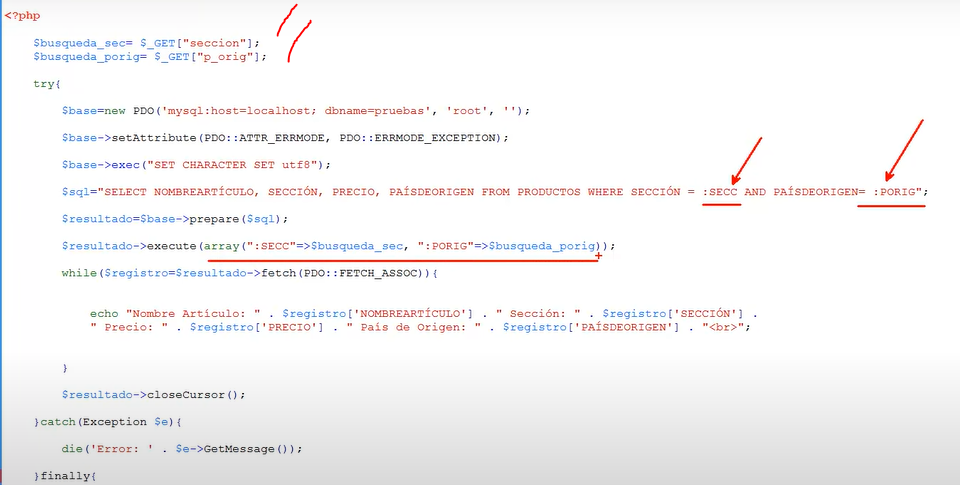 <?php
$busqueda_sec= $_GET["seccion"];
$busqueda_porig= $_GET["p_orig"];
try{
$base=new PDO('mysql:host=localhost; dbname=pruebas', 'root', '');
$base->setAttribute(PDO::ATTR_ERRMODE, PDO::ERRMODE_EXCEPTION);
$base->exec("SET CHARACTER SET utf8");
$sql="SELECT NOMBREARTÍCULO, SECCIÓN, PRECIO, PAÍSDEORIGEN FROM PRODUCTOS WHERE SECCIÓN = :SECC AND PAÍSDEORIGEN= :PORIG";
$resultado=$base->prepare($sql);
$resultado->execute(array(":SECC"=>$busqueda_sec, ":PORIG"=>$busqueda_porig));
while($registro=$resultado->fetch(PDO::FETCH_ASSOC)){
echo "Nombre Artículo: " . $registro['NOMBREARTÍCULO'] . " Sección: " . $registro['SECCIÓN'] .
" Precio: " . $registro['PRECIO'] . " País de Origen: " . $registro['PAÍSDEORIGEN'] . "<br>";
}
$resultado->closeCursor();
}catch(Exception $e){
die('Error: ' . $e->GetMessage());
}finally{